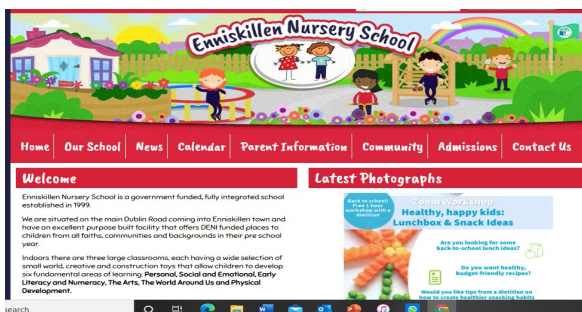 Enniskillen Nursery School
Home
Our School
News
Calendar
Parent Information
Community
Admissions
Contact Us
Welcome
Enniskillen Nursery School is a government funded, fully integrated school
established in 1999.
We are situated on the main Dublin Road coming into Enniskillen town and
have an excellent purpose built facility that offers DENI funded places to
children from all faiths, communities and backgrounds in their pre school
year.
Indoors there are three large classrooms, each having a wide selection of
small world, creative and construction toys that allow children to develop
six fundamental areas of learning: Personal, Social and Emotional, Early
Literacy and Numeracy, The Arts, The World Around Us and Physical
Development.
Latest Photographs
Back to school!
Free 1 hour
workshop with a
dietitian
Zoom Workshop
Healthy, happy kids:
Lunchbox & Snack Ideas
Are you looking for some
back-to-school lunch ideas?
Do you want healthy,
budget-friendly recipes?
Would you like tips from a dietitian on
how to create healthier snacking habits
search